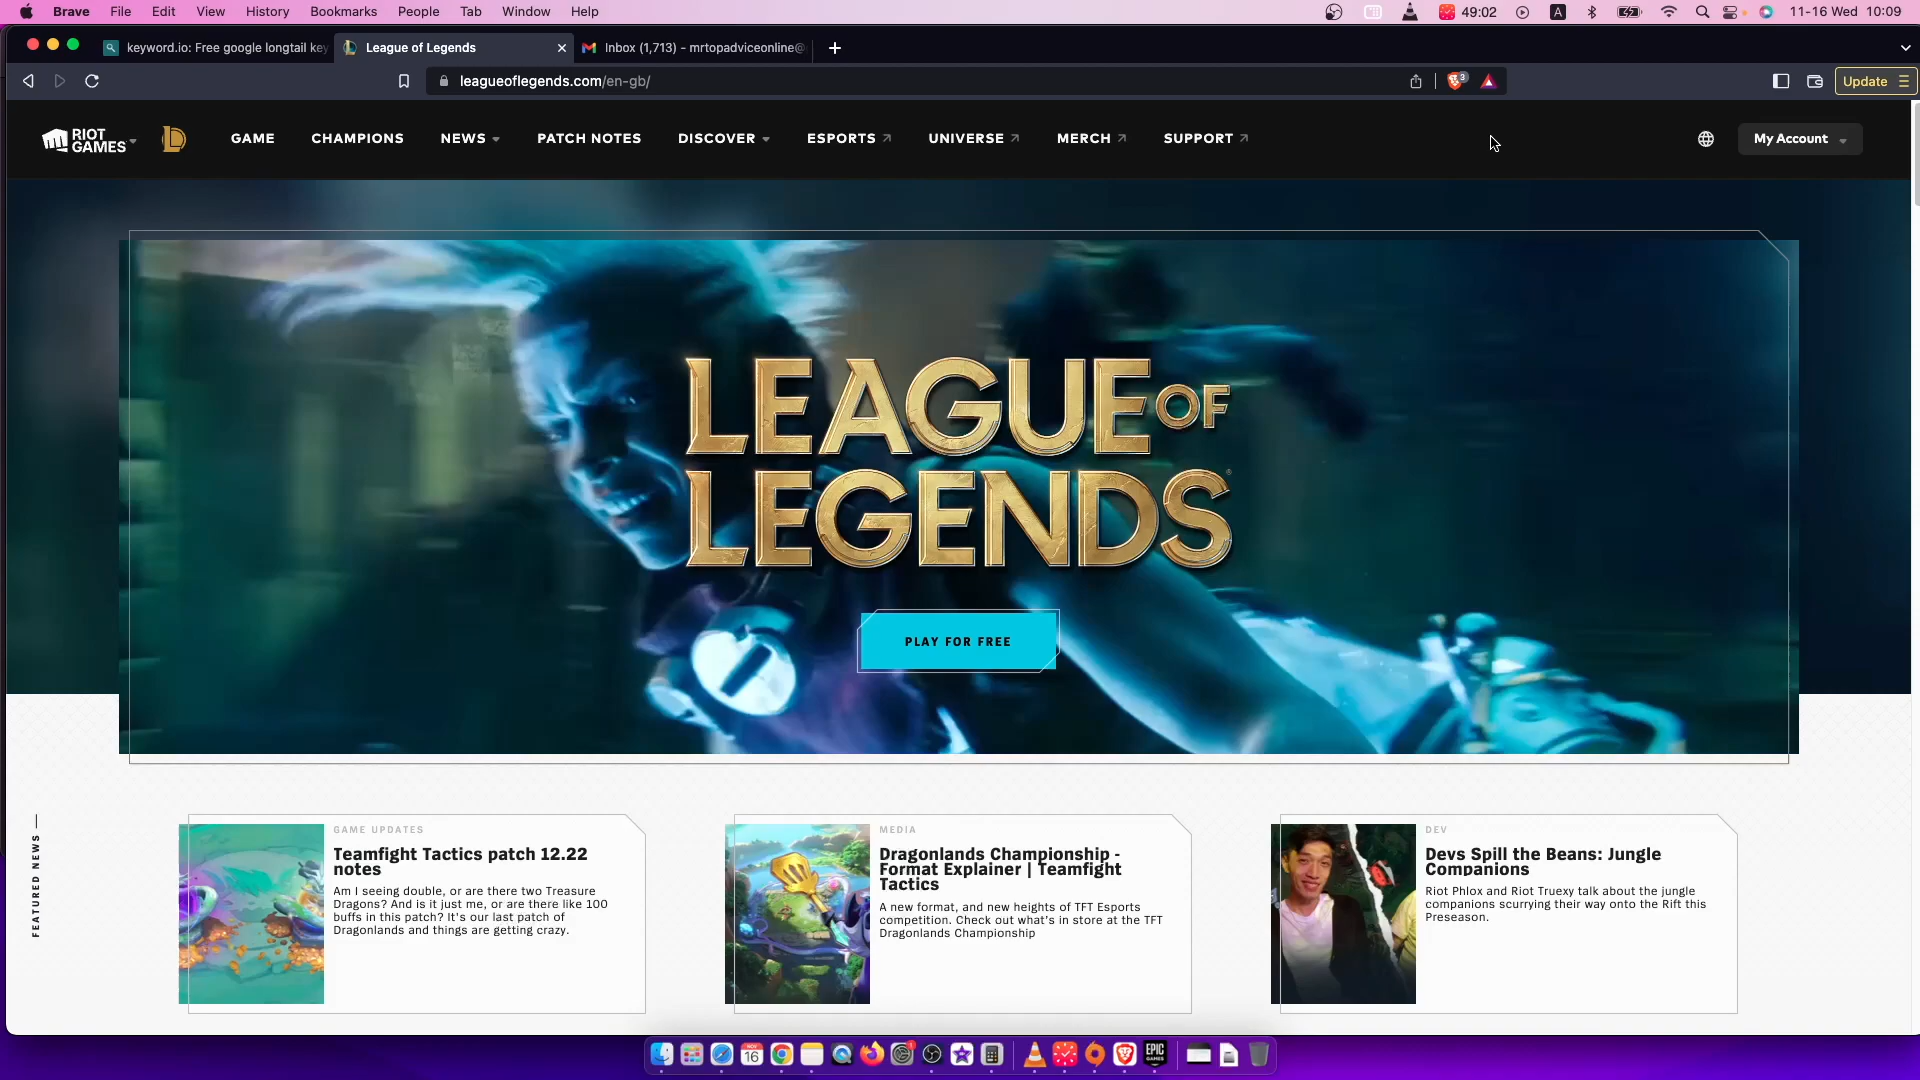 Brave File Edit View History Bookmarks People Tab Window Help 49:02 A 11-16 Wed 10:09
keyword.io: Free google longtail key League of Legends Inbox (1,713) - mrtopadviceonline@
leagueoflegends.com/en-gb/ 3 Update
RIOT GAMES GAME CHAMPIONS NEWS PATCH NOTES DISCOVER ESPORTS UNIVERSE MERCH SUPPORT My Account
LEAGUE OF
LEGENDS
PLAY FOR FREE
FEATURED NEWS
GAME UPDATES
Teamfight Tactics patch 12.22
notes
Am I seeing double, or are there two Treasure
Dragons? And is it just me, or are there like 100
buffs in this patch? It's our last patch of
Dragonlands and things are getting crazy.
MEDIA
Dragonlands Championship -
Format Explainer | Teamfight
Tactics
A new format, and new heights of TFT Esports
competition. Check out what's in store at the TFT
Dragonlands Championship
DEV
Devs Spill the Beans: Jungle
Companions
Riot Phlox and Riot Truexy talk about the jungle
companions scurrying their way onto the Rift this
Preseason.
NOV
16
1
EPIC
GAMES